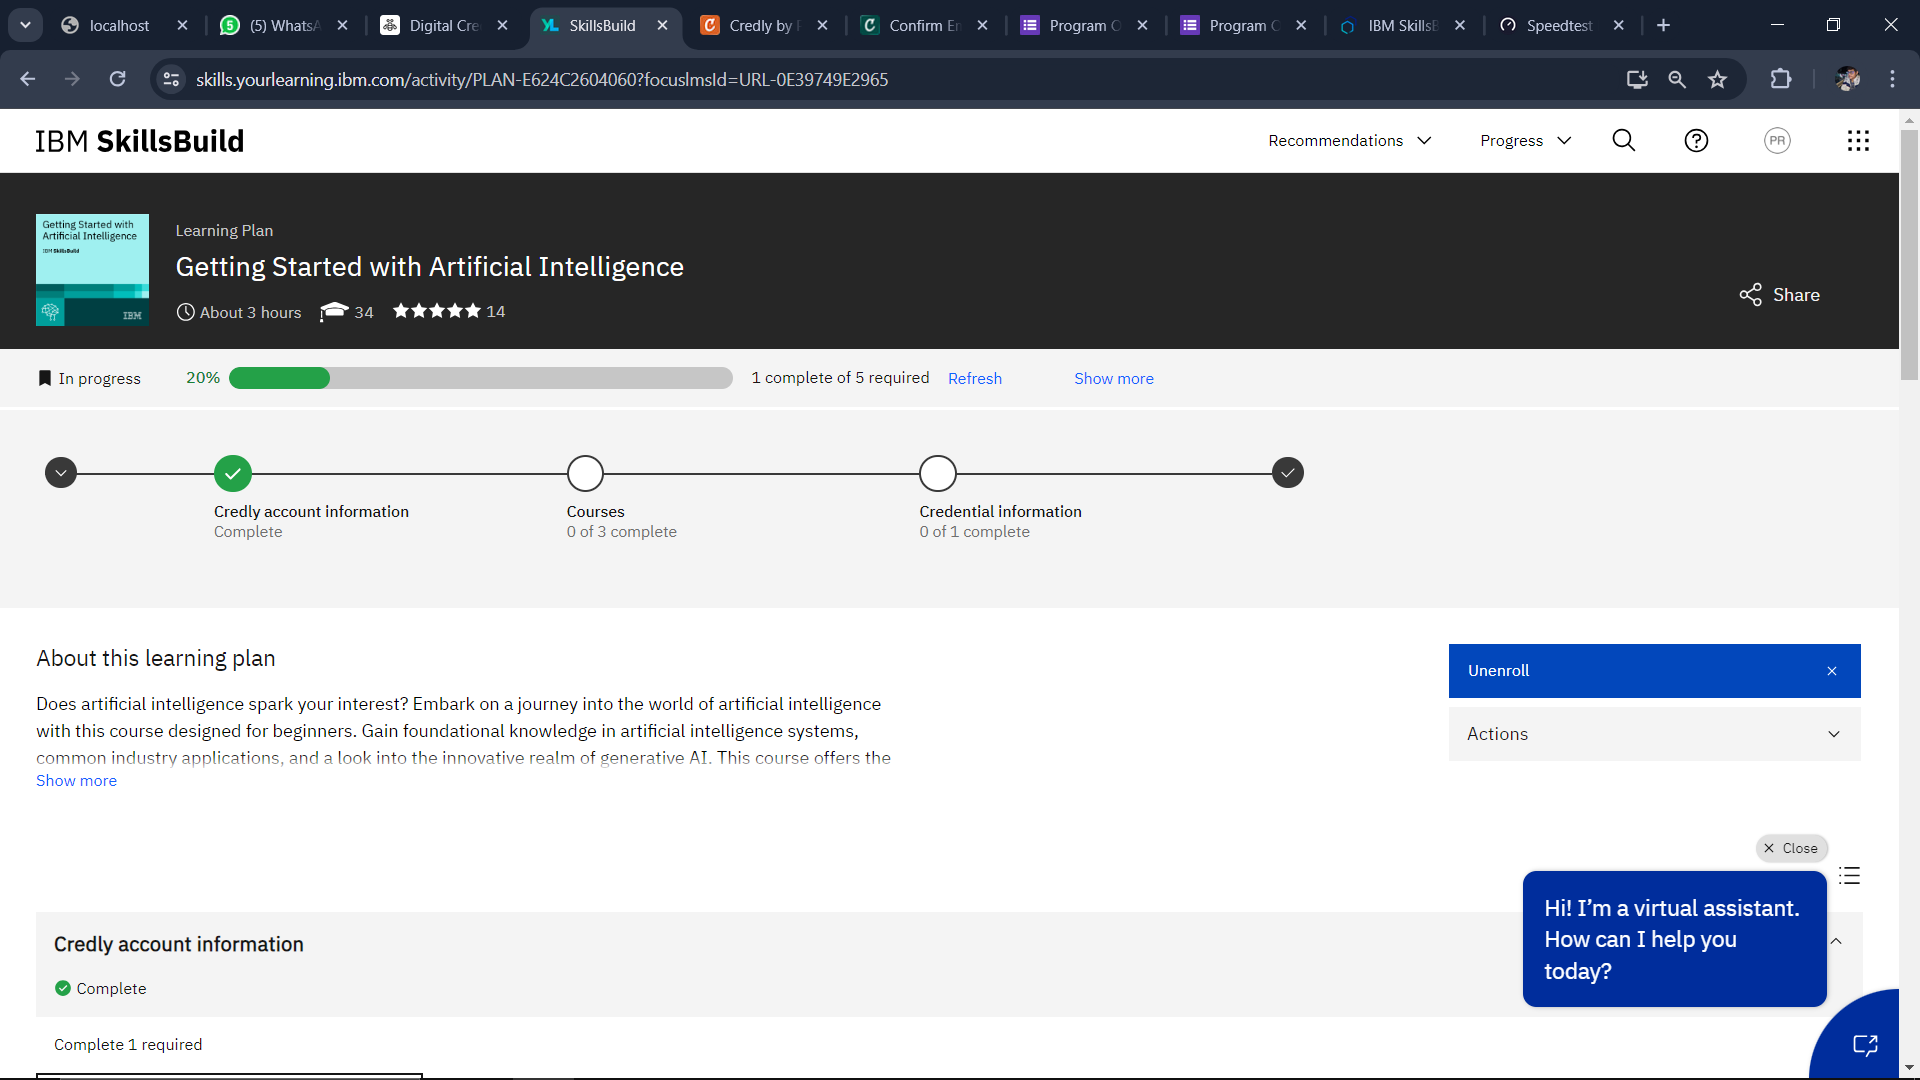 localhost
(5) WhatsA
Digital Cre
SkillsBuild
Credly by P
Confirm Em
Program O
Program O
IBM SkillsB
Speedtest
skills.yourlearning.ibm.com/activity/PLAN-E624C2604060?focuslmsId=URL-0E39749E2965
IBM SkillsBuild
Recommendations
Progress
PR
Getting Started with
Artificial Intelligence
IBM SkillsBuild
IBM
Learning Plan
Getting Started with Artificial Intelligence
About 3 hours
34
14
Share
In progress
20%
1 complete of 5 required
Refresh
Show more
Credly account information
Complete
Courses
0 of 3 complete
Credential information
0 of 1 complete
About this learning plan
Does artificial intelligence spark your interest? Embark on a journey into the world of artificial intelligence
with this course designed for beginners. Gain foundational knowledge in artificial intelligence systems,
common industry applications, and a look into the innovative realm of generative AI. This course offers the
Show more
Unenroll
Actions
Close
Hi! I’m a virtual assistant.
How can I help you
today?
Credly account information
Complete
Complete 1 required